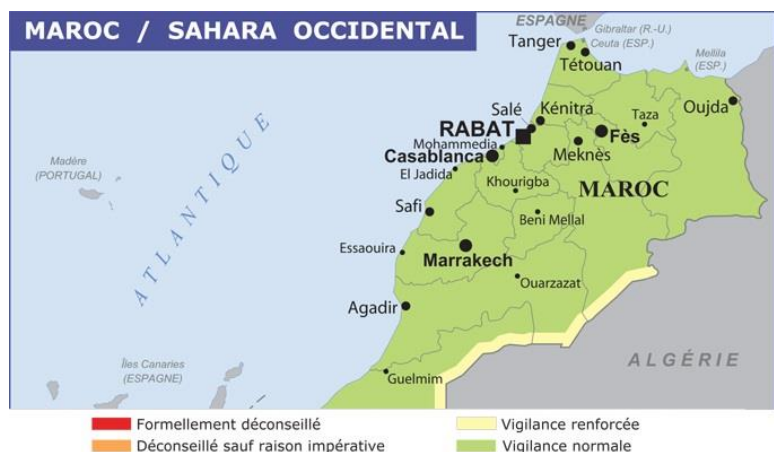 MAROC / SAHARA OCCIDENTAL
ESPAGNE
Gibraltar (R.-U.)
Ceuta (ESP.)
Tanger
Tétouan
Mellila
(ESP.)
Oujda
Salé
Kénitra
Taza
RABAT
Fès
Mohammedia
Meknès
Casablanca
El Jadida
Madère
(PORTUGAL)
Khourigba
MAROC
Safi
Beni Mellal
ATLANTIQUE
Essaouira
Marrakech
Ouarzazat
Agadir
ALGÉRIE
Îles Canaries
(ESPAGNE)
Guelmim
Formellement déconseillé
Vigilance renforcée
Déconseillé sauf raison impérative
Vigilance normale